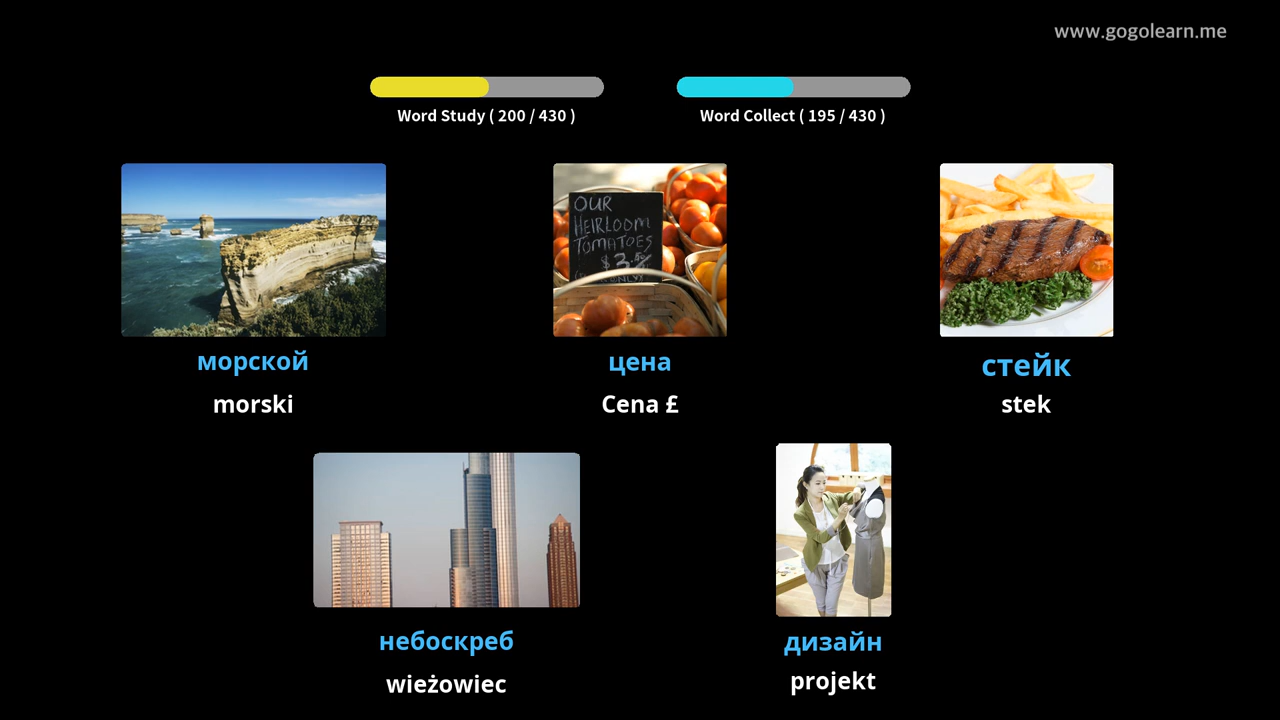 www.gogolearn.me
Word Study ( 200 / 430 )
Word Collect ( 195 / 430 )
OUR
HEIRLOOM
TOMATOES
морской
цена
стейк
morski
Cena £
stek
небоскреб
дизайн
wieżowiec
projekt